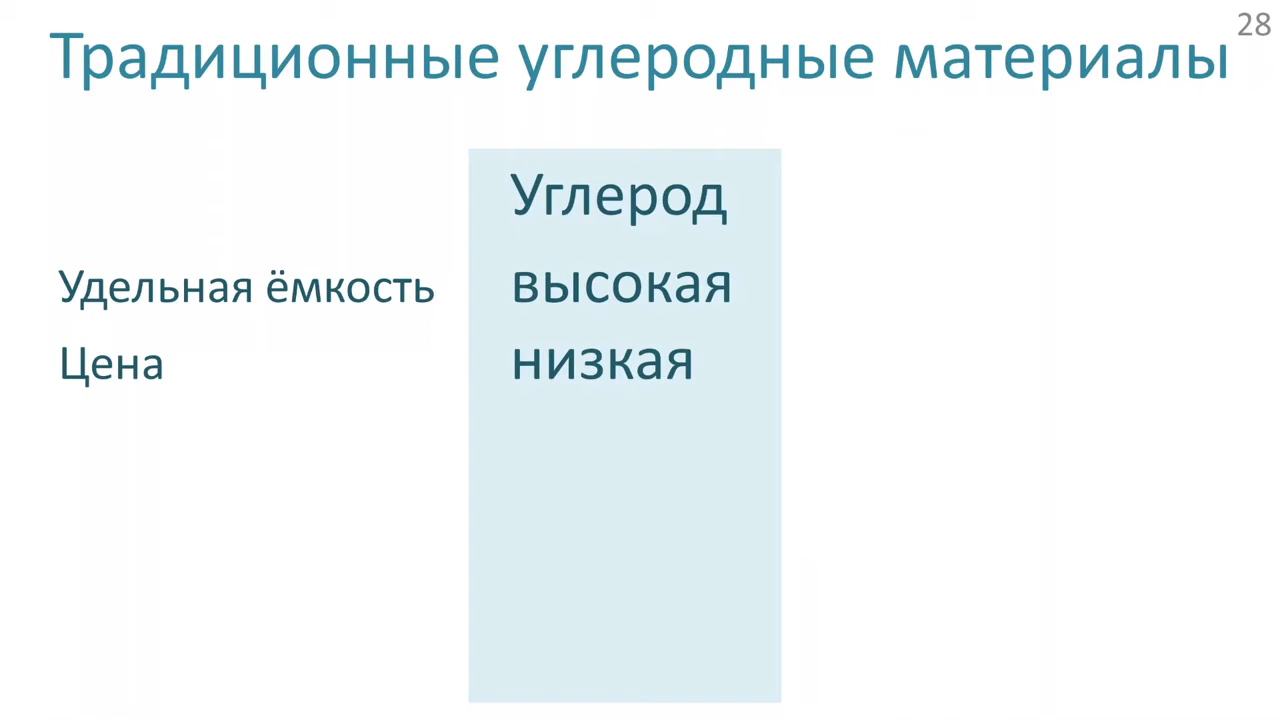 28
Традиционные углеродные материалы
Углерод
Удельная ёмкость высокая
Цена низкая